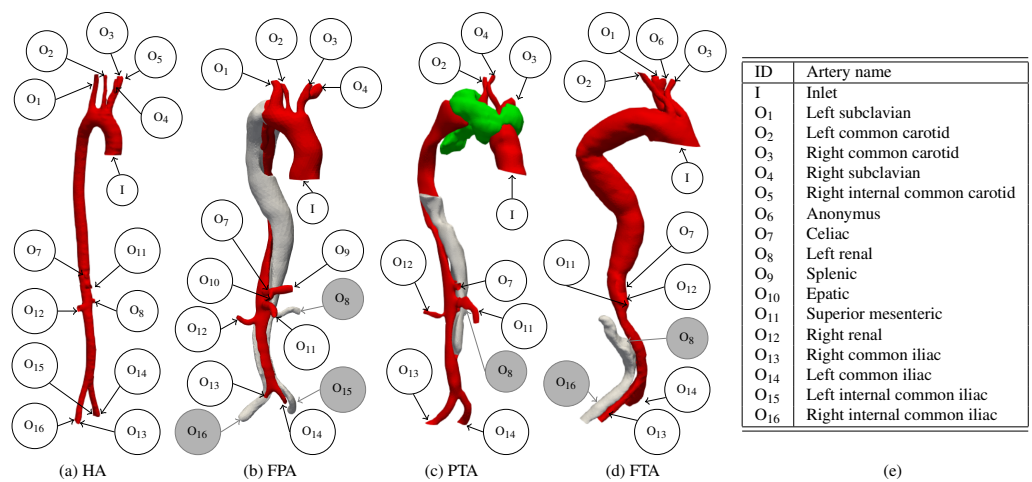 O2
O3
O5
O1
O4
I
O7
O11
O12
O8
O15
O14
O16
O13
(a) HA
O2
O3
O1
O4
I
O7
O9
O10
O8
O12
O11
O13
O15
O16
O14
(b) FPA
O4
O2
O3
I
O12
O7
O11
O13
O8
O14
(c) PTA
O1
O6
O2
O3
I
O7
O11
O12
O8
O16
O14
O13
(d) FTA
ID Artery name
I Inlet
O1 Left subclavian
O2 Left common carotid
O3 Right common carotid
O4 Right subclavian
O5 Right internal common carotid
O6 Anonymus
O7 Celiac
O8 Left renal
O9 Splenic
O10 Epatic
O11 Superior mesenteric
O12 Right renal
O13 Right common iliac
O14 Left common iliac
O15 Left internal common iliac
O16 Right internal common iliac
(e)